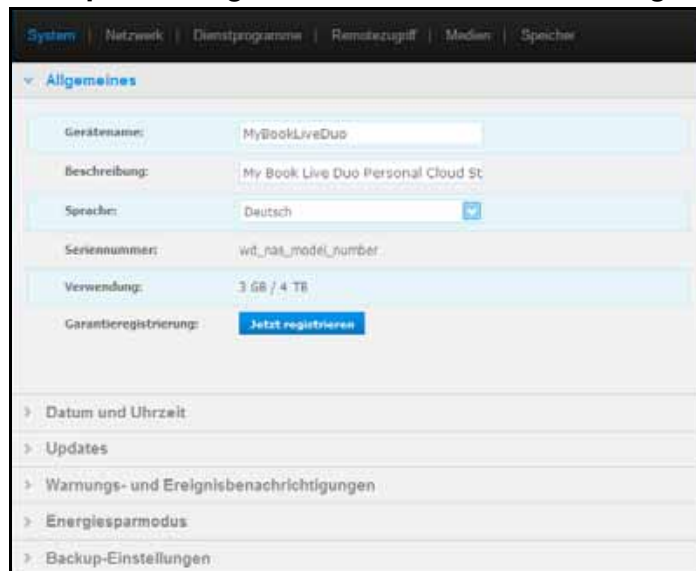 System | Netzwerk | Dienstprogramme | Remotezugriff | Medien | Speicher
Allgemeines
Gerätename: MyBookLiveDuo
Beschreibung: My Book Live Duo Personal Cloud St
Sprache: Deutsch
Seriennummer: wd_nas_model_number
Verwendung: 3 GB / 4 TB
Garantieregistrierung: Jetzt registrieren
Datum und Uhrzeit
Updates
Warnungs- und Ereignisbenachrichtigungen
Energiesparmodus
Backup-Einstellungen